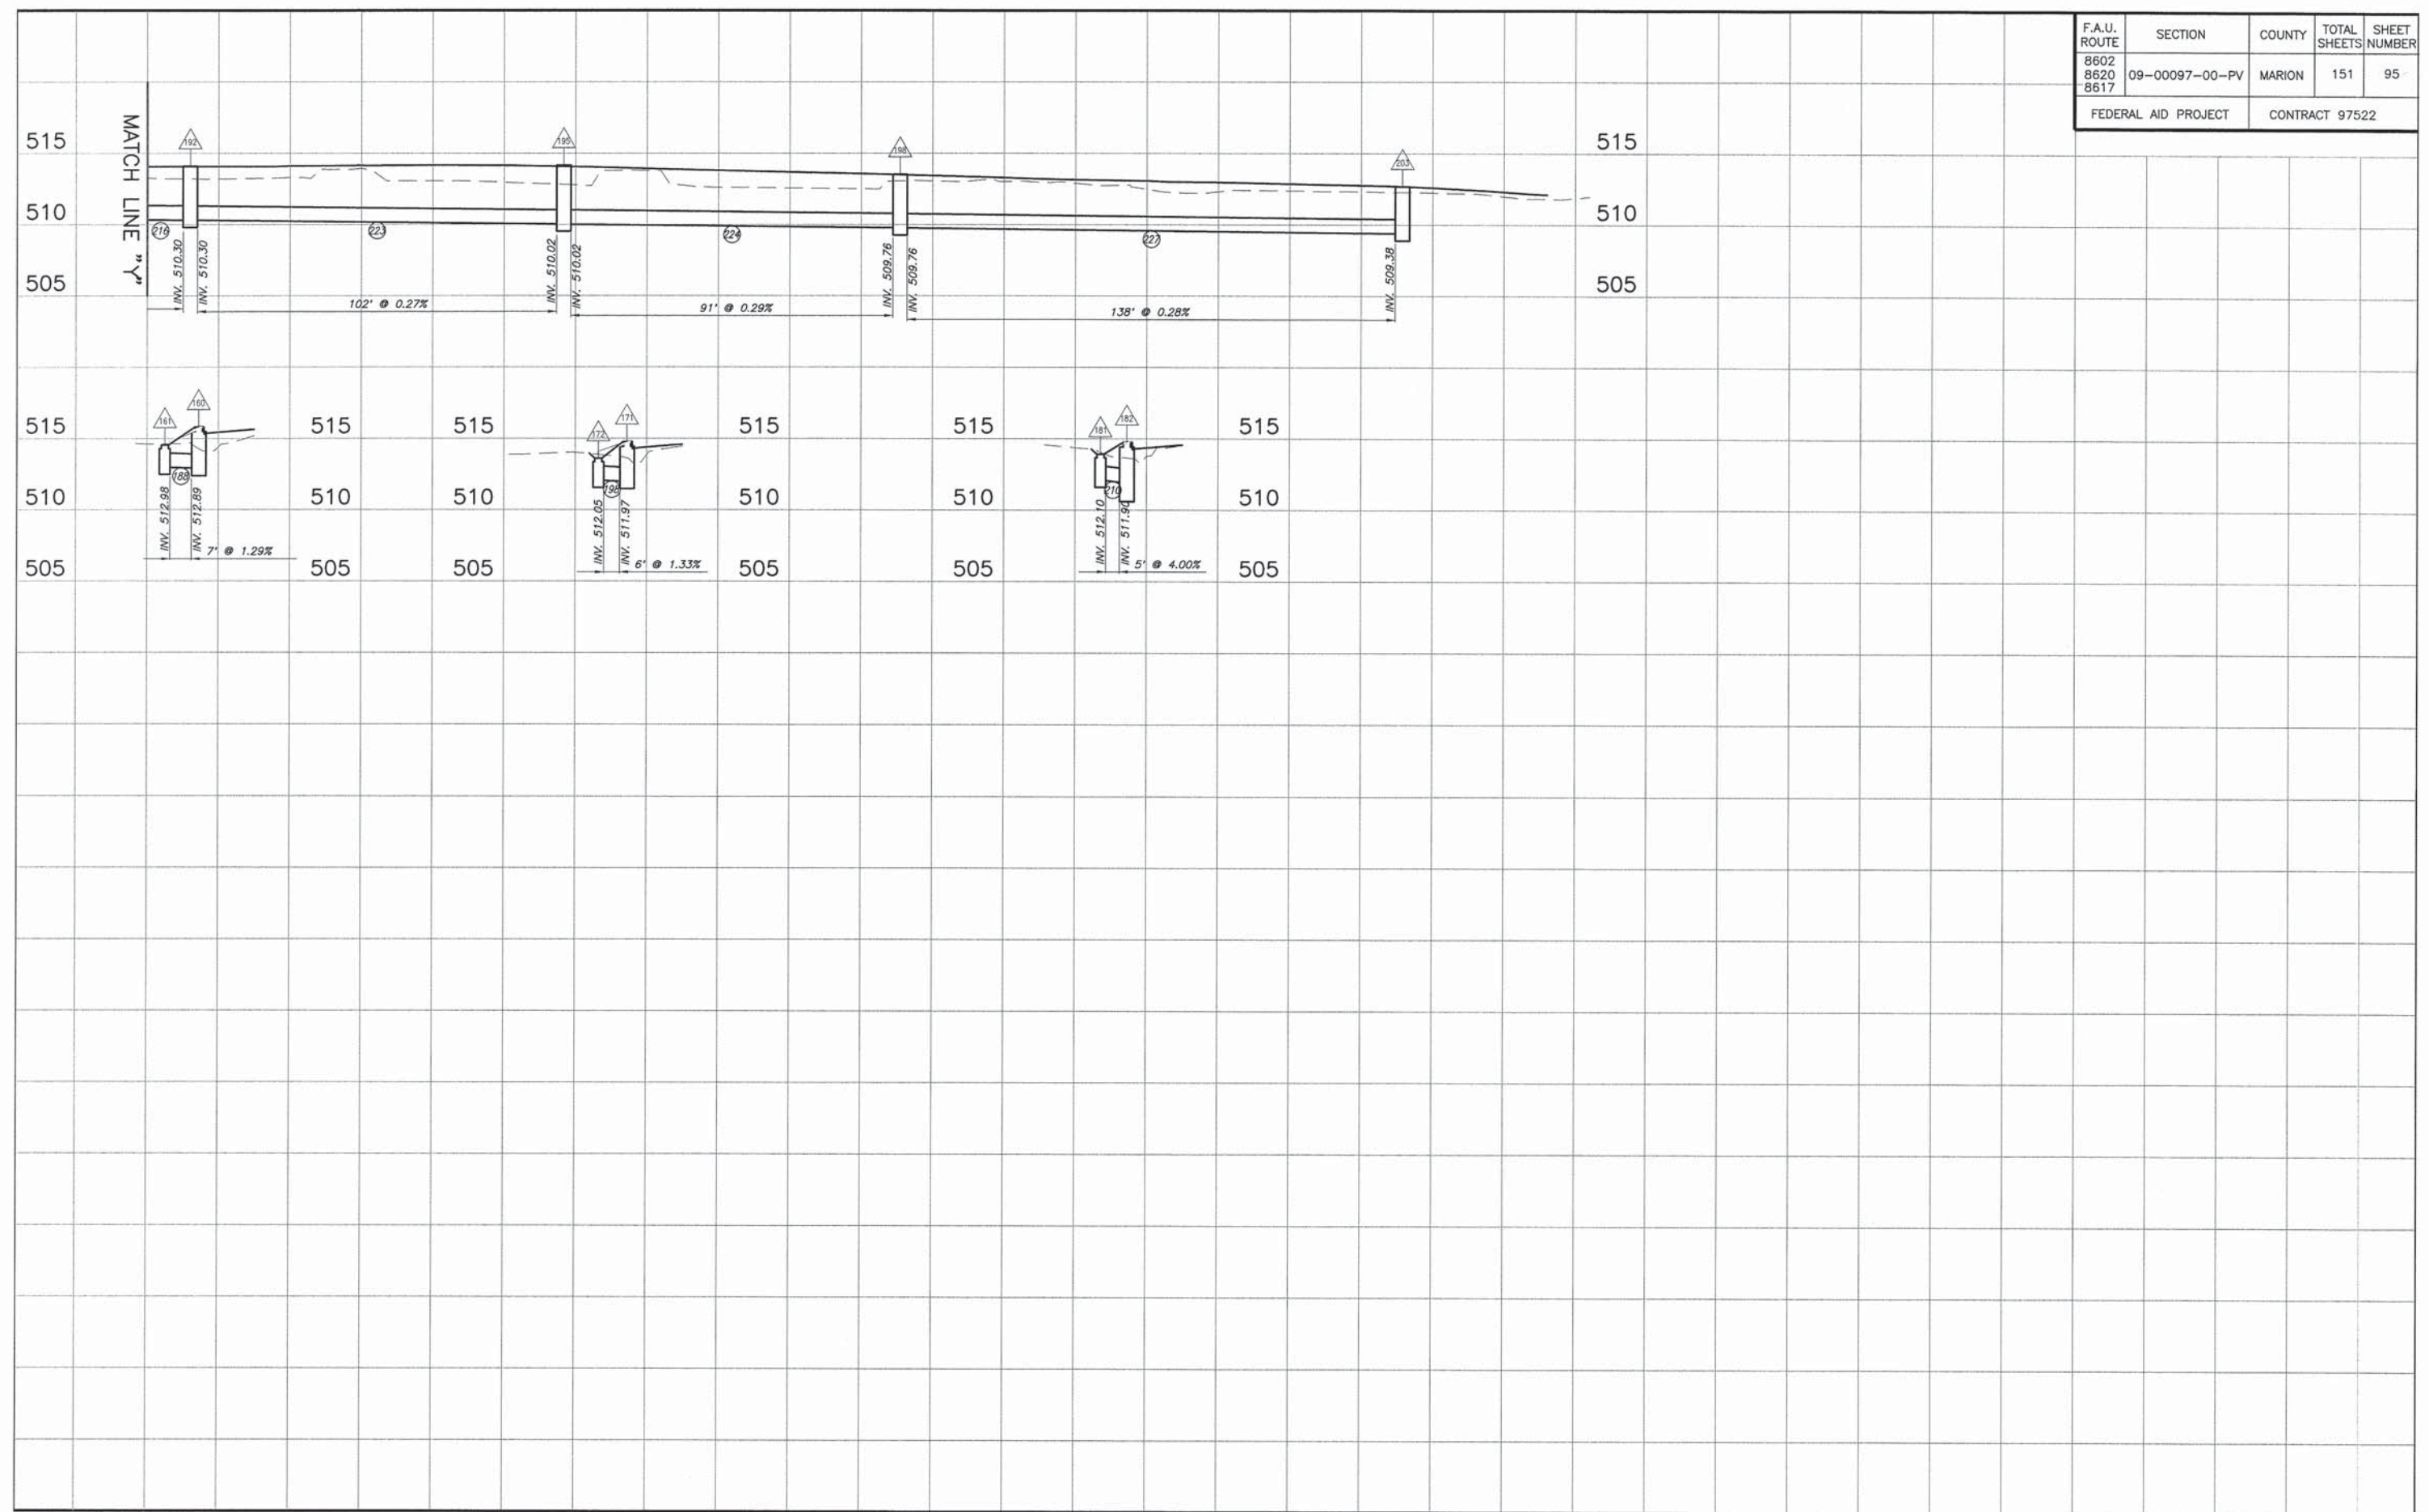 F.A.U. ROUTE SECTION COUNTY TOTAL SHEETS SHEET NUMBER
8602
8620 09-00097-00-PV MARION 151 95
8617
FEDERAL AID PROJECT CONTRACT 97522
MATCH LINE "Y"
192 195 198 203
515 515
510 510
216 223 224 227
INV. 510.30 INV. 510.30 INV. 510.02 INV. 510.02 INV. 509.76 INV. 509.76 INV. 509.38
505 505
102' @ 0.27% 91' @ 0.29% 138' @ 0.28%
161 160 172 171 181 182
515 515 515 515 515 515
188 198 210
510 510 510 510 510 510
INV. 512.98 INV. 512.89 INV. 512.05 INV. 511.97 INV. 512.10 INV. 511.90
7' @ 1.29% 6' @ 1.33% 5' @ 4.00%
505 505 505 505 505 505